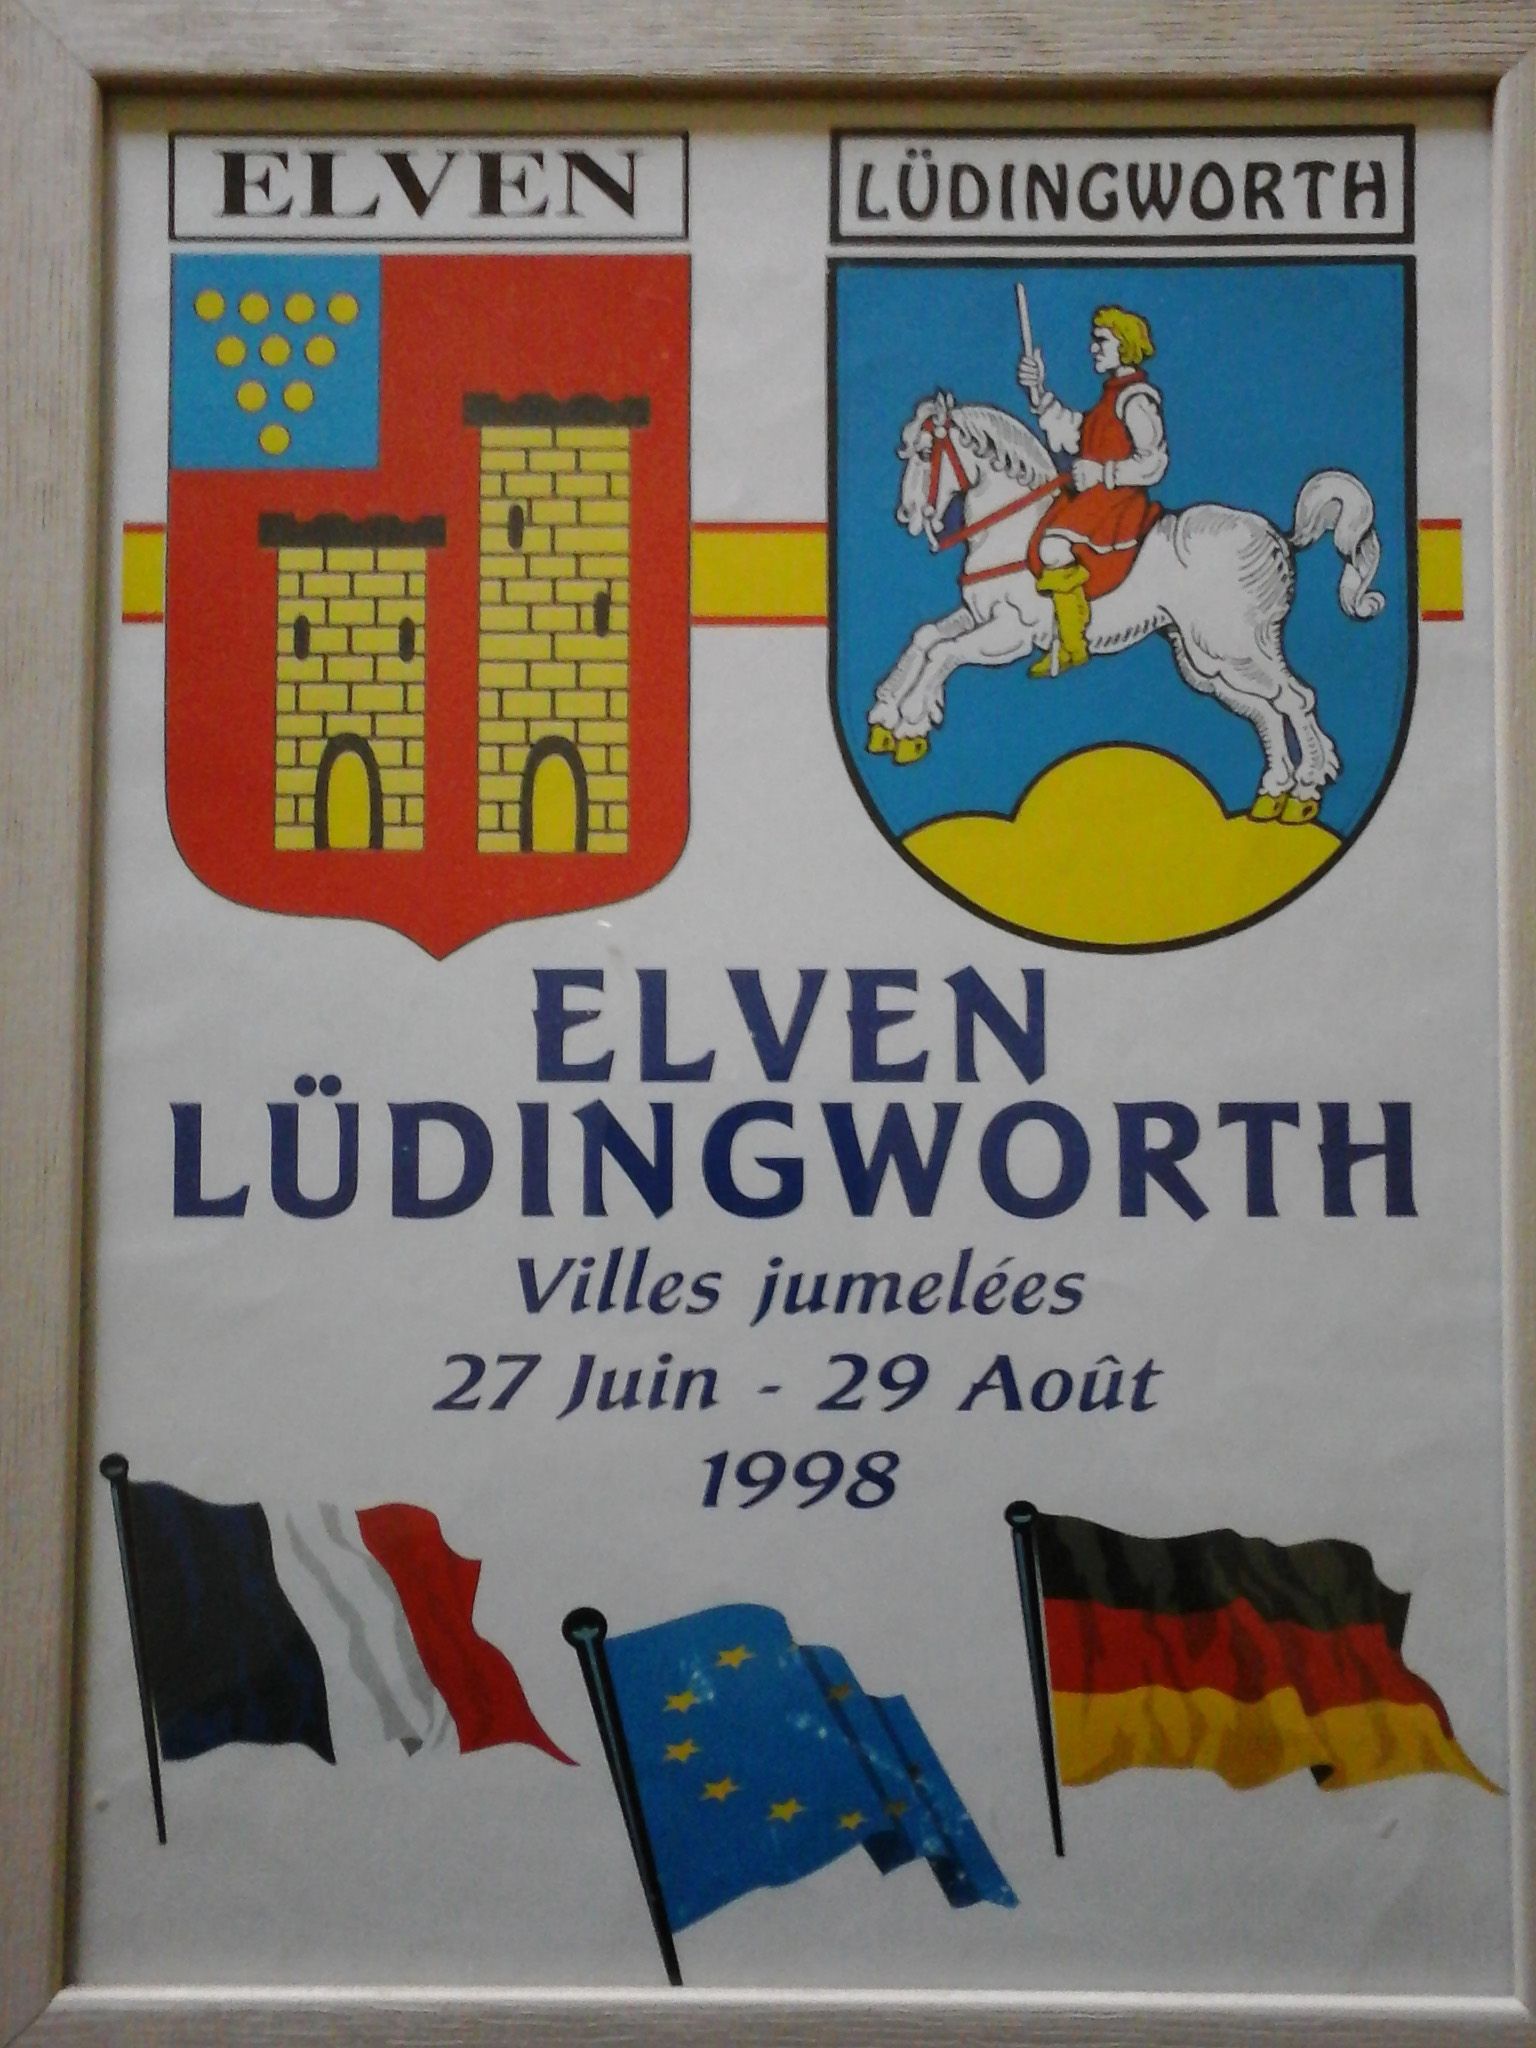 ELVEN
LÜDINGWORTH
ELVEN
LÜDINGWORTH
Villes jumelées
27 Juin - 29 Août
1998